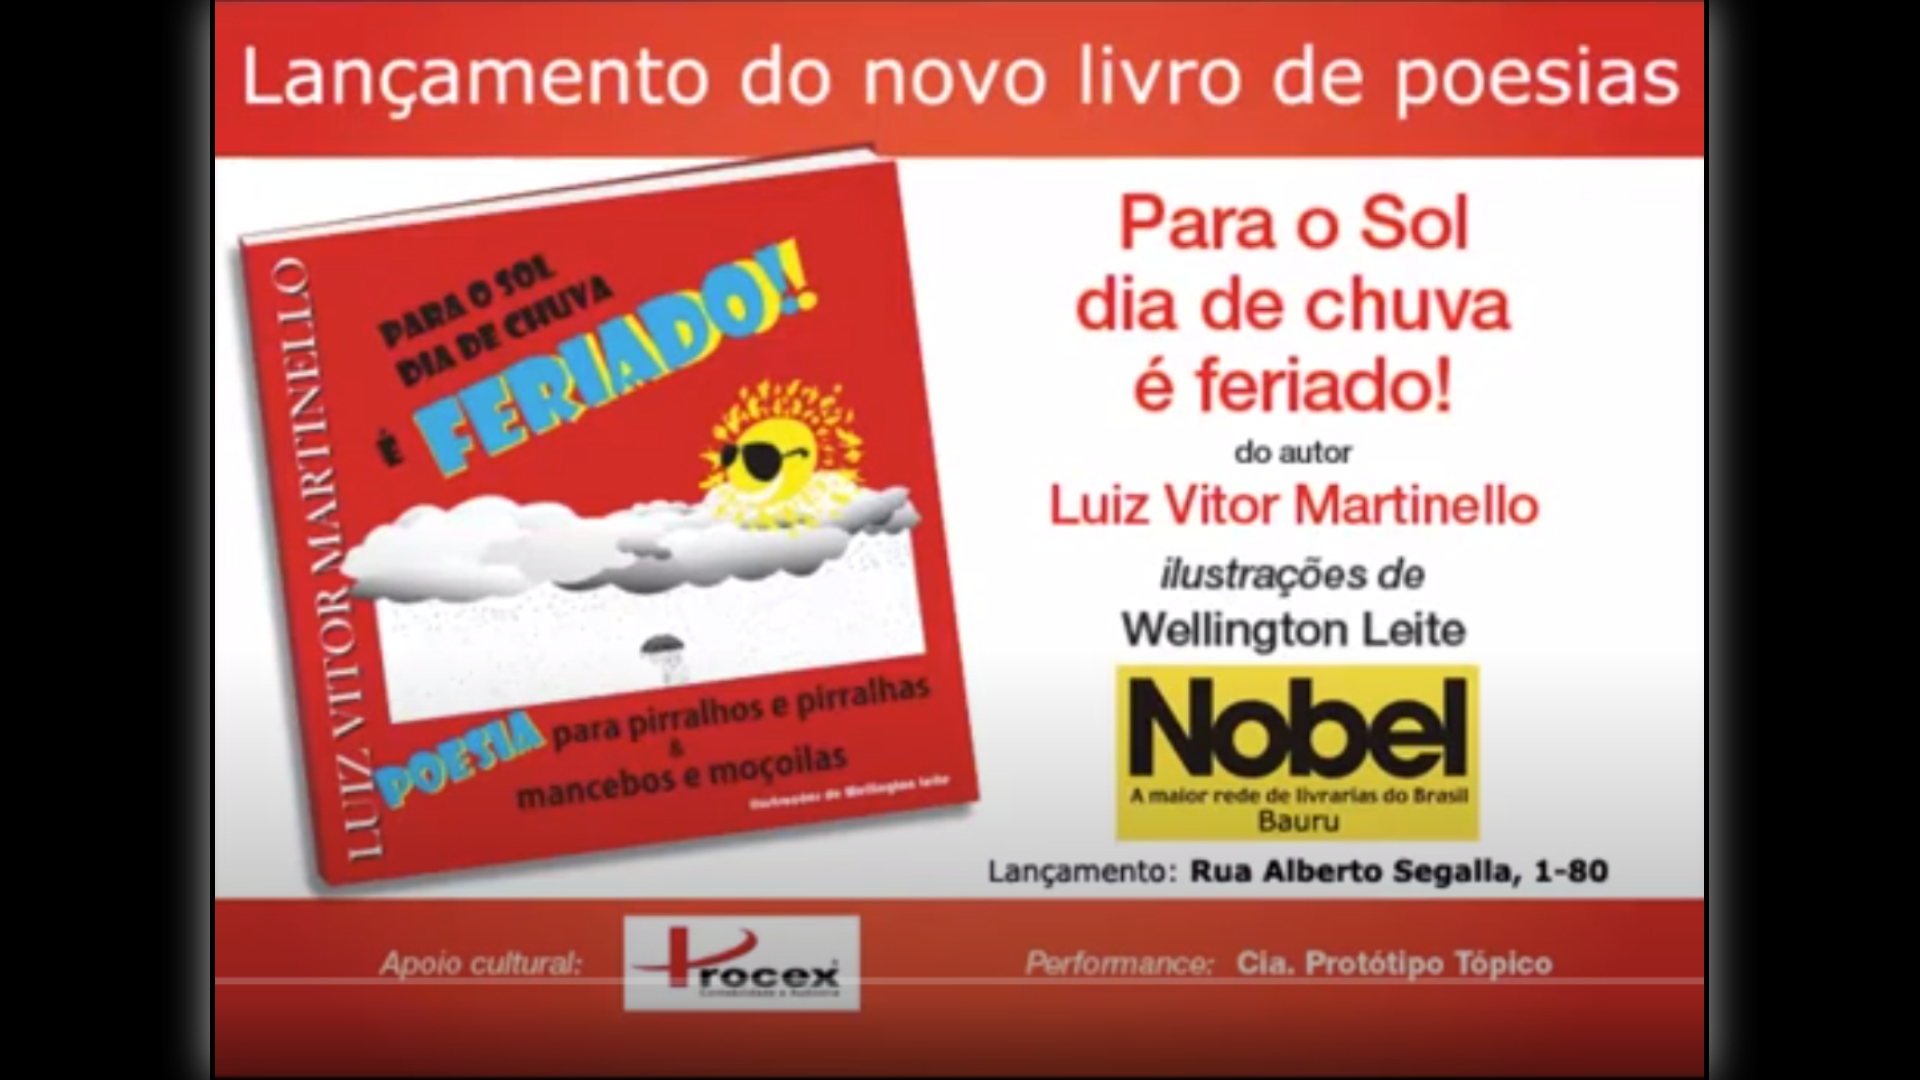 Lançamento do novo livro de poesias
LUIZ VITOR MARTINELLO
PARA O SOL
DIA DE CHUVA
É FERIADO!!
POESIA para pirralhos e pirralhas
&
mancebos e moçoilas
Ilustrações de Wellington Leite
Para o Sol
dia de chuva
é feriado!
do autor
Luiz Vitor Martinello
ilustrações de
Wellington Leite
Nobel
A maior rede de livrarias do Brasil
Bauru
Lançamento: Rua Alberto Segalla, 1-80
Apoio cultural:
Procex
Contabilidade e Auditoria
Performance: Cia. Protótipo Tópico